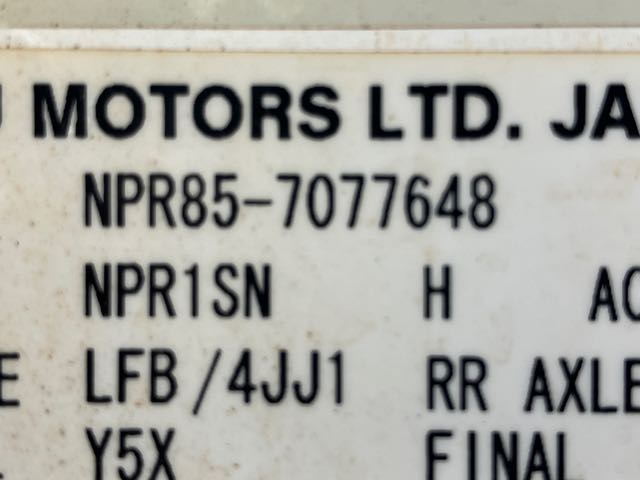 MOTORS LTD. JA
NPR85-7077648
NPR1SN H AC
E LFB/4JJ1 RR AXLE
Y5X FINAL